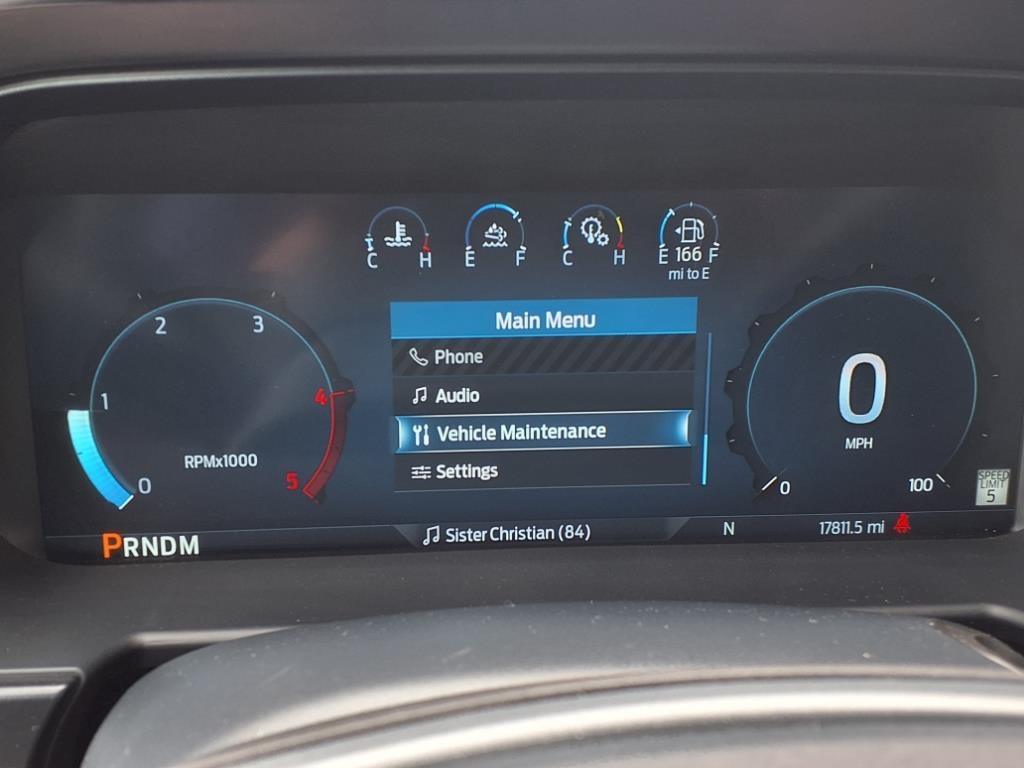 C H
E F
C H
E 166 F
mi to E
Main Menu
Phone
Audio
Vehicle Maintenance
Settings
0 1 2 3 4 5
RPMx1000
0
MPH
0 100
SPEED
LIMIT
5
PRNDM
Sister Christian (84)
N
17811.5 mi